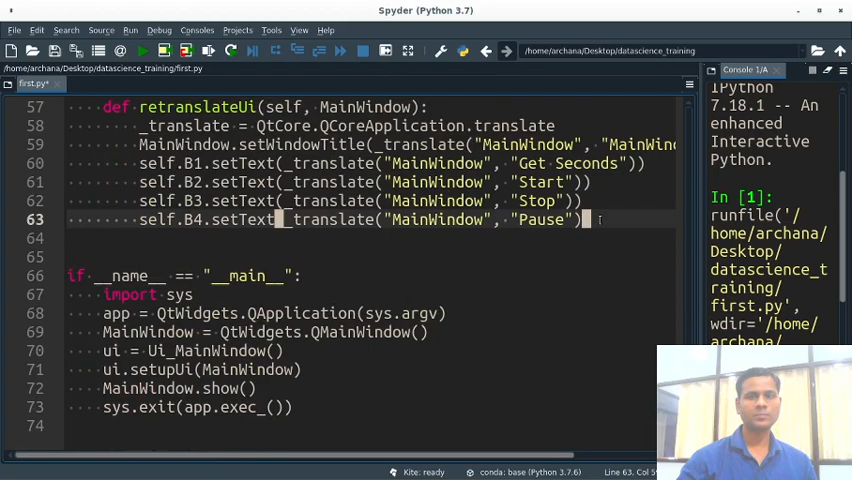 Spyder (Python 3.7)
File Edit Search Source Run Debug Consoles Projects Tools View Help
/home/archana/Desktop/datascience_training
/home/archana/Desktop/datascience_training/first.py
first.py*
Console 1/A
57 def retranslateUi(self, MainWindow):
58 _translate = QtCore.QCoreApplication.translate
59 MainWindow.setWindowTitle(_translate("MainWindow", "MainWind
60 self.B1.setText(_translate("MainWindow", "Get Seconds"))
61 self.B2.setText(_translate("MainWindow", "Start"))
62 self.B3.setText(_translate("MainWindow", "Stop"))
63 self.B4.setText(_translate("MainWindow", "Pause"))
64
65
66 if __name__ == "__main__":
67 import sys
68 app = QtWidgets.QApplication(sys.argv)
69 MainWindow = QtWidgets.QMainWindow()
70 ui = Ui_MainWindow()
71 ui.setupUi(MainWindow)
72 MainWindow.show()
73 sys.exit(app.exec_())
74
IPython
7.18.1 -- An
enhanced
Interactive
Python.
In [1]:
runfile('/
home/archana/
Desktop/
datascience_t
raining/
first.py',
wdir='/home/
archana/
Kite: ready
conda: base (Python 3.7.6)
Line 63, Col 5